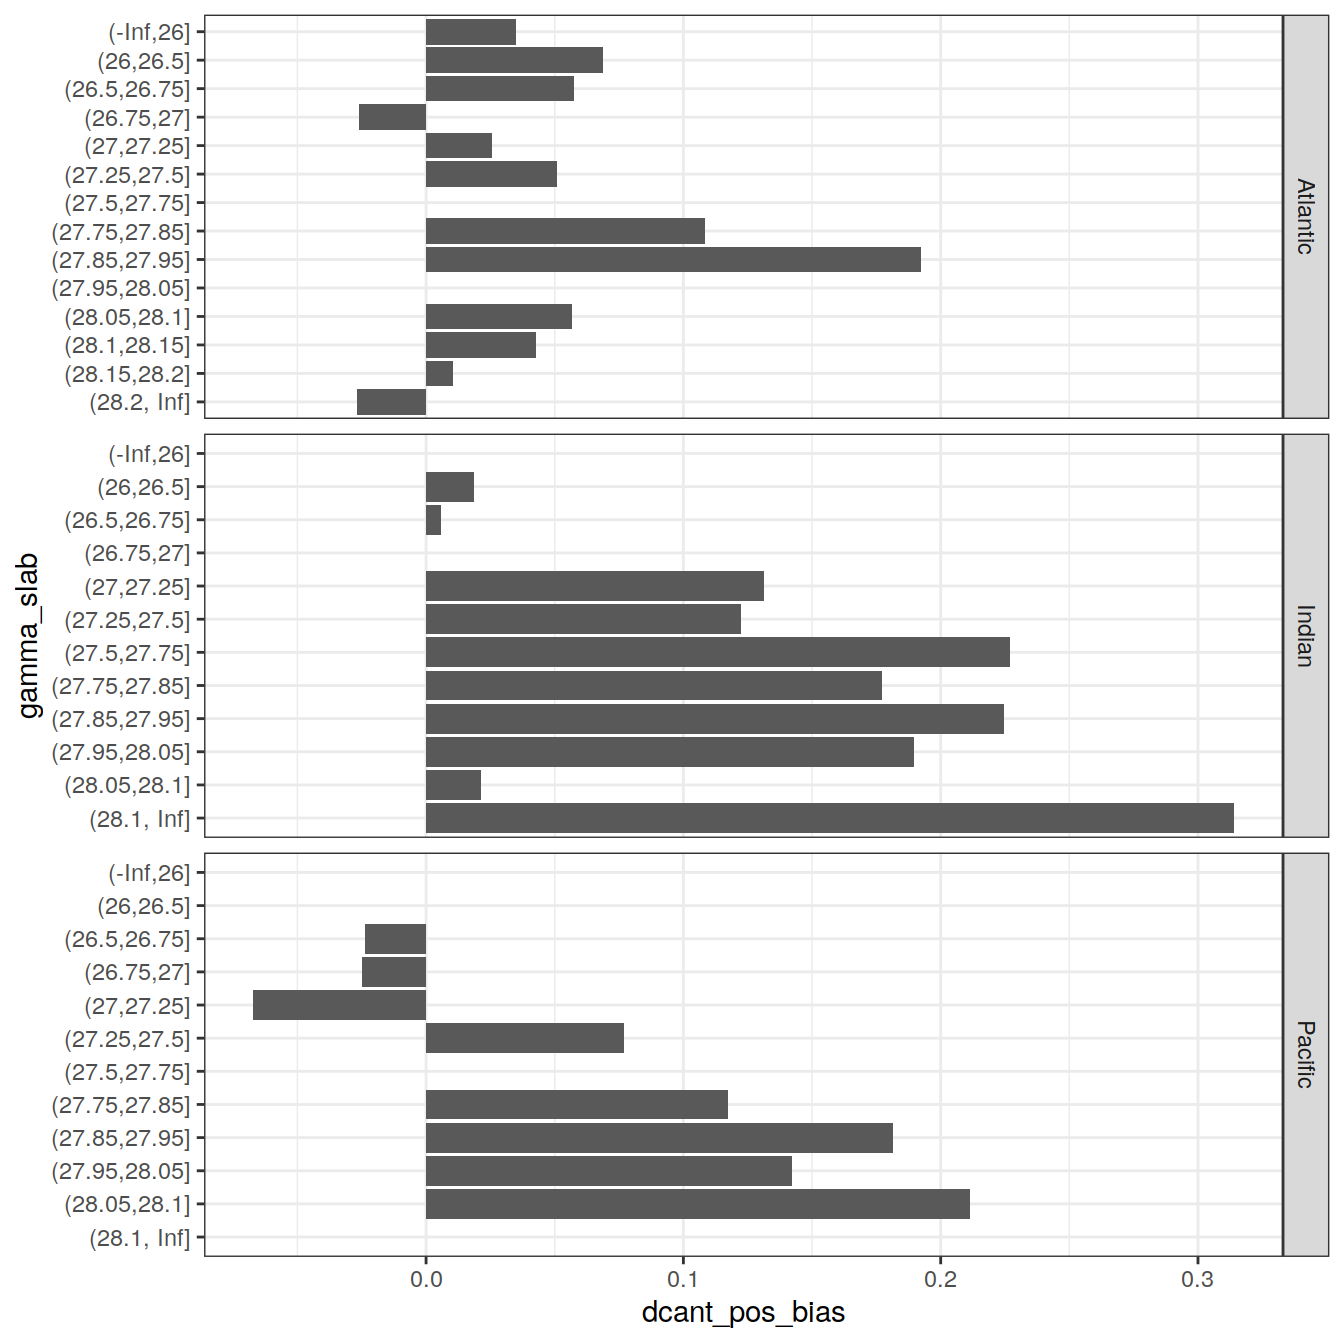 (-Inf,26]
(26,26.5]
(26.5,26.75]
(26.75,27]
(27,27.25]
(27.25,27.5]
(27.5,27.75]
(27.75,27.85]
(27.85,27.95]
(27.95,28.05]
(28.05,28.1]
(28.1,28.15]
(28.15,28.2]
(28.2, Inf]
Atlantic
(-Inf,26]
(26,26.5]
(26.5,26.75]
(26.75,27]
(27,27.25]
(27.25,27.5]
(27.5,27.75]
(27.75,27.85]
(27.85,27.95]
(27.95,28.05]
(28.05,28.1]
(28.1, Inf]
Indian
gamma_slab
(-Inf,26]
(26,26.5]
(26.5,26.75]
(26.75,27]
(27,27.25]
(27.25,27.5]
(27.5,27.75]
(27.75,27.85]
(27.85,27.95]
(27.95,28.05]
(28.05,28.1]
(28.1, Inf]
Pacific
0.0 0.1 0.2 0.3
dcant_pos_bias